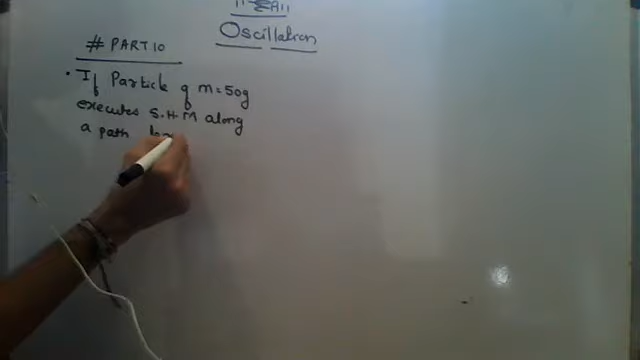 Oscillation
# PART 10
• If Particle of m = 50g
executes S.H.M along
a path